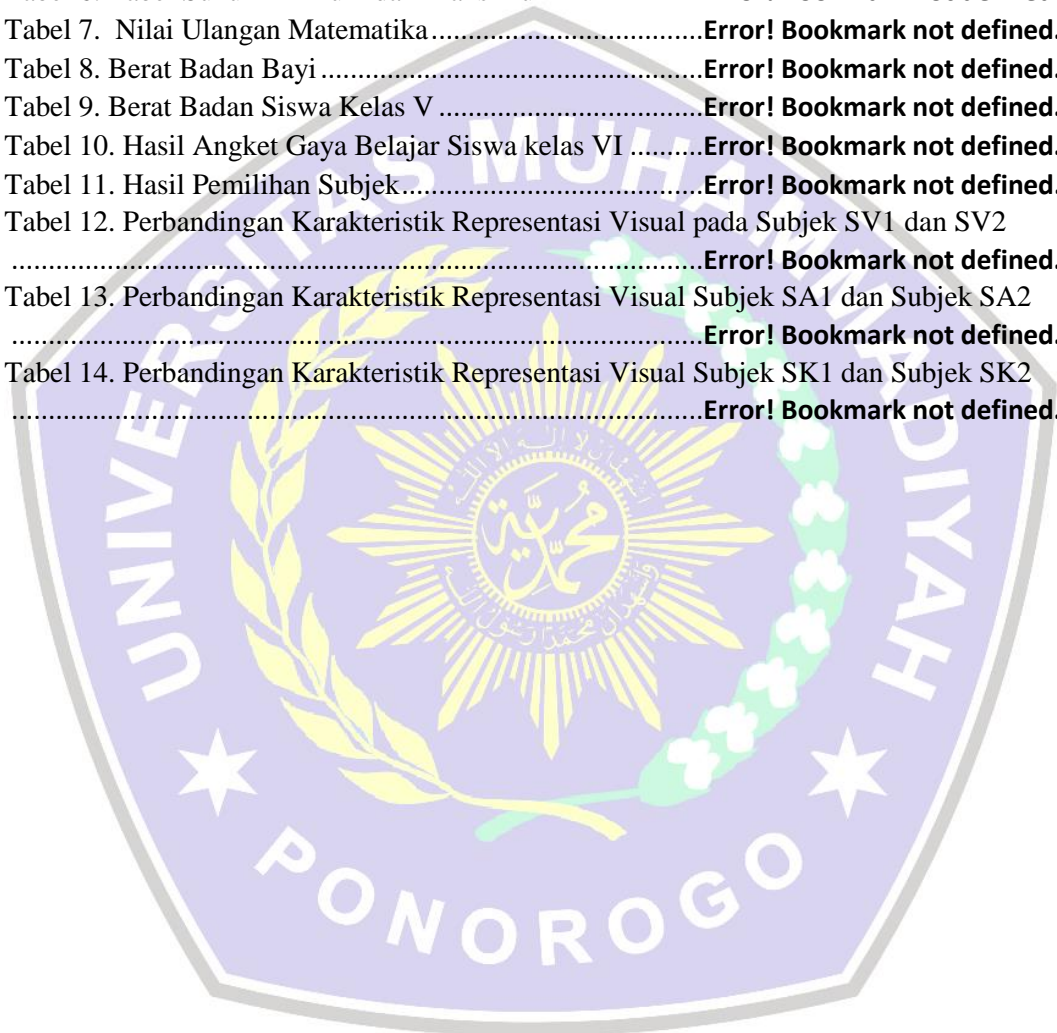 Tabel 7.  Nilai Ulangan Matematika.................................Error! Bookmark not defined.
Tabel 8. Berat Badan Bayi..............................................Error! Bookmark not defined.
Tabel 9. Berat Badan Siswa Kelas V................................Error! Bookmark not defined.
Tabel 10. Hasil Angket Gaya Belajar Siswa kelas VI .........Error! Bookmark not defined.
Tabel 11. Hasil Pemilihan Subjek....................................Error! Bookmark not defined.
Tabel 12. Perbandingan Karakteristik Representasi Visual pada Subjek SV1 dan SV2
............................................................................................Error! Bookmark not defined.
Tabel 13. Perbandingan Karakteristik Representasi Visual Subjek SA1 dan Subjek SA2
............................................................................................Error! Bookmark not defined.
Tabel 14. Perbandingan Karakteristik Representasi Visual Subjek SK1 dan Subjek SK2
............................................................................................Error! Bookmark not defined.
UNIVERSITAS MUHAMMADIYAH
PONOROGO